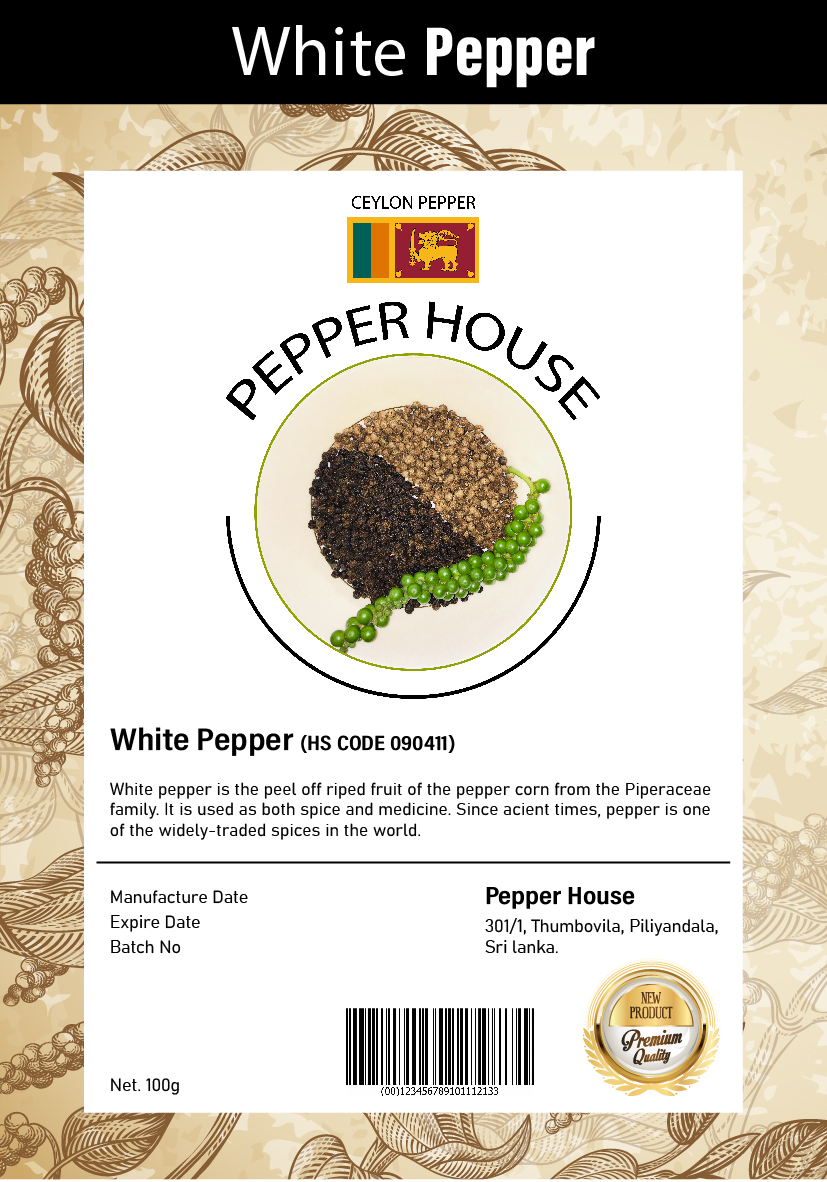 White Pepper
CEYLON PEPPER
PEPPER HOUSE
White Pepper (HS CODE 090411)
White pepper is the peel off riped fruit of the pepper corn from the Piperaceae
family. It is used as both spice and medicine. Since acient times, pepper is one
of the widely-traded spices in the world.
Manufacture Date
Expire Date
Batch No
Pepper House
301/1, Thumbovila, Piliyandala,
Sri lanka.
NEW
PRODUCT
Premium
Quality
Net. 100g
(00)123456789101112133